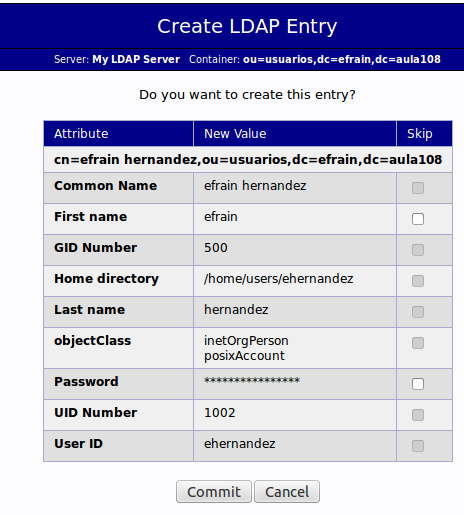 Create LDAP Entry
Server: My LDAP Server Container: ou=usuarios,dc=efrain,dc=aula108
Do you want to create this entry?
Attribute New Value Skip
cn=efrain hernandez,ou=usuarios,dc=efrain,dc=aula108
Common Name efrain hernandez
First name efrain
GID Number 500
Home directory /home/users/ehernandez
Last name hernandez
objectClass inetOrgPerson
posixAccount
Password ****************
UID Number 1002
User ID ehernandez
Commit Cancel